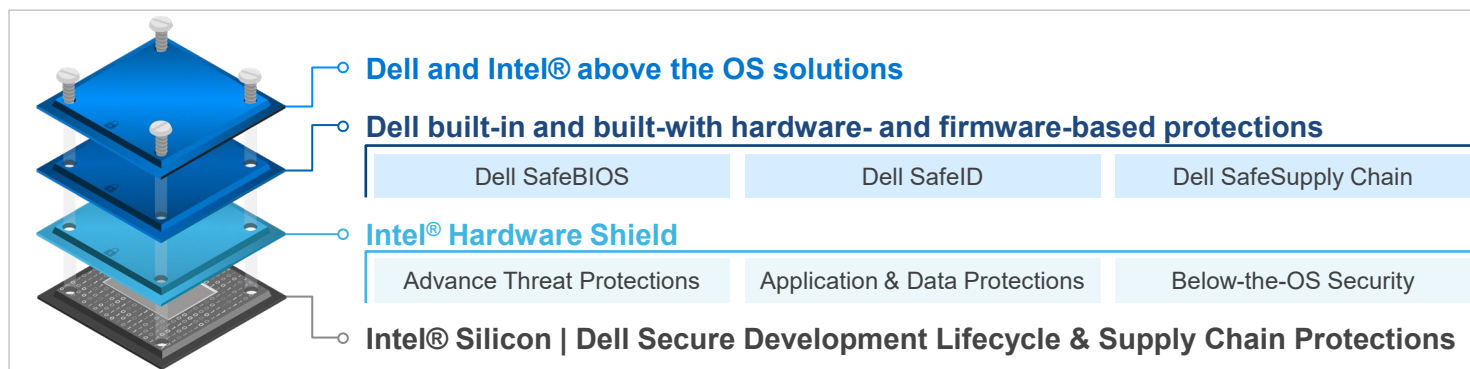 Dell and Intel® above the OS solutions
Dell built-in and built-with hardware- and firmware-based protections
Dell SafeBIOS
Dell SafeID
Dell SafeSupply Chain
Intel® Hardware Shield
Advance Threat Protections
Application & Data Protections
Below-the-OS Security
Intel® Silicon | Dell Secure Development Lifecycle & Supply Chain Protections